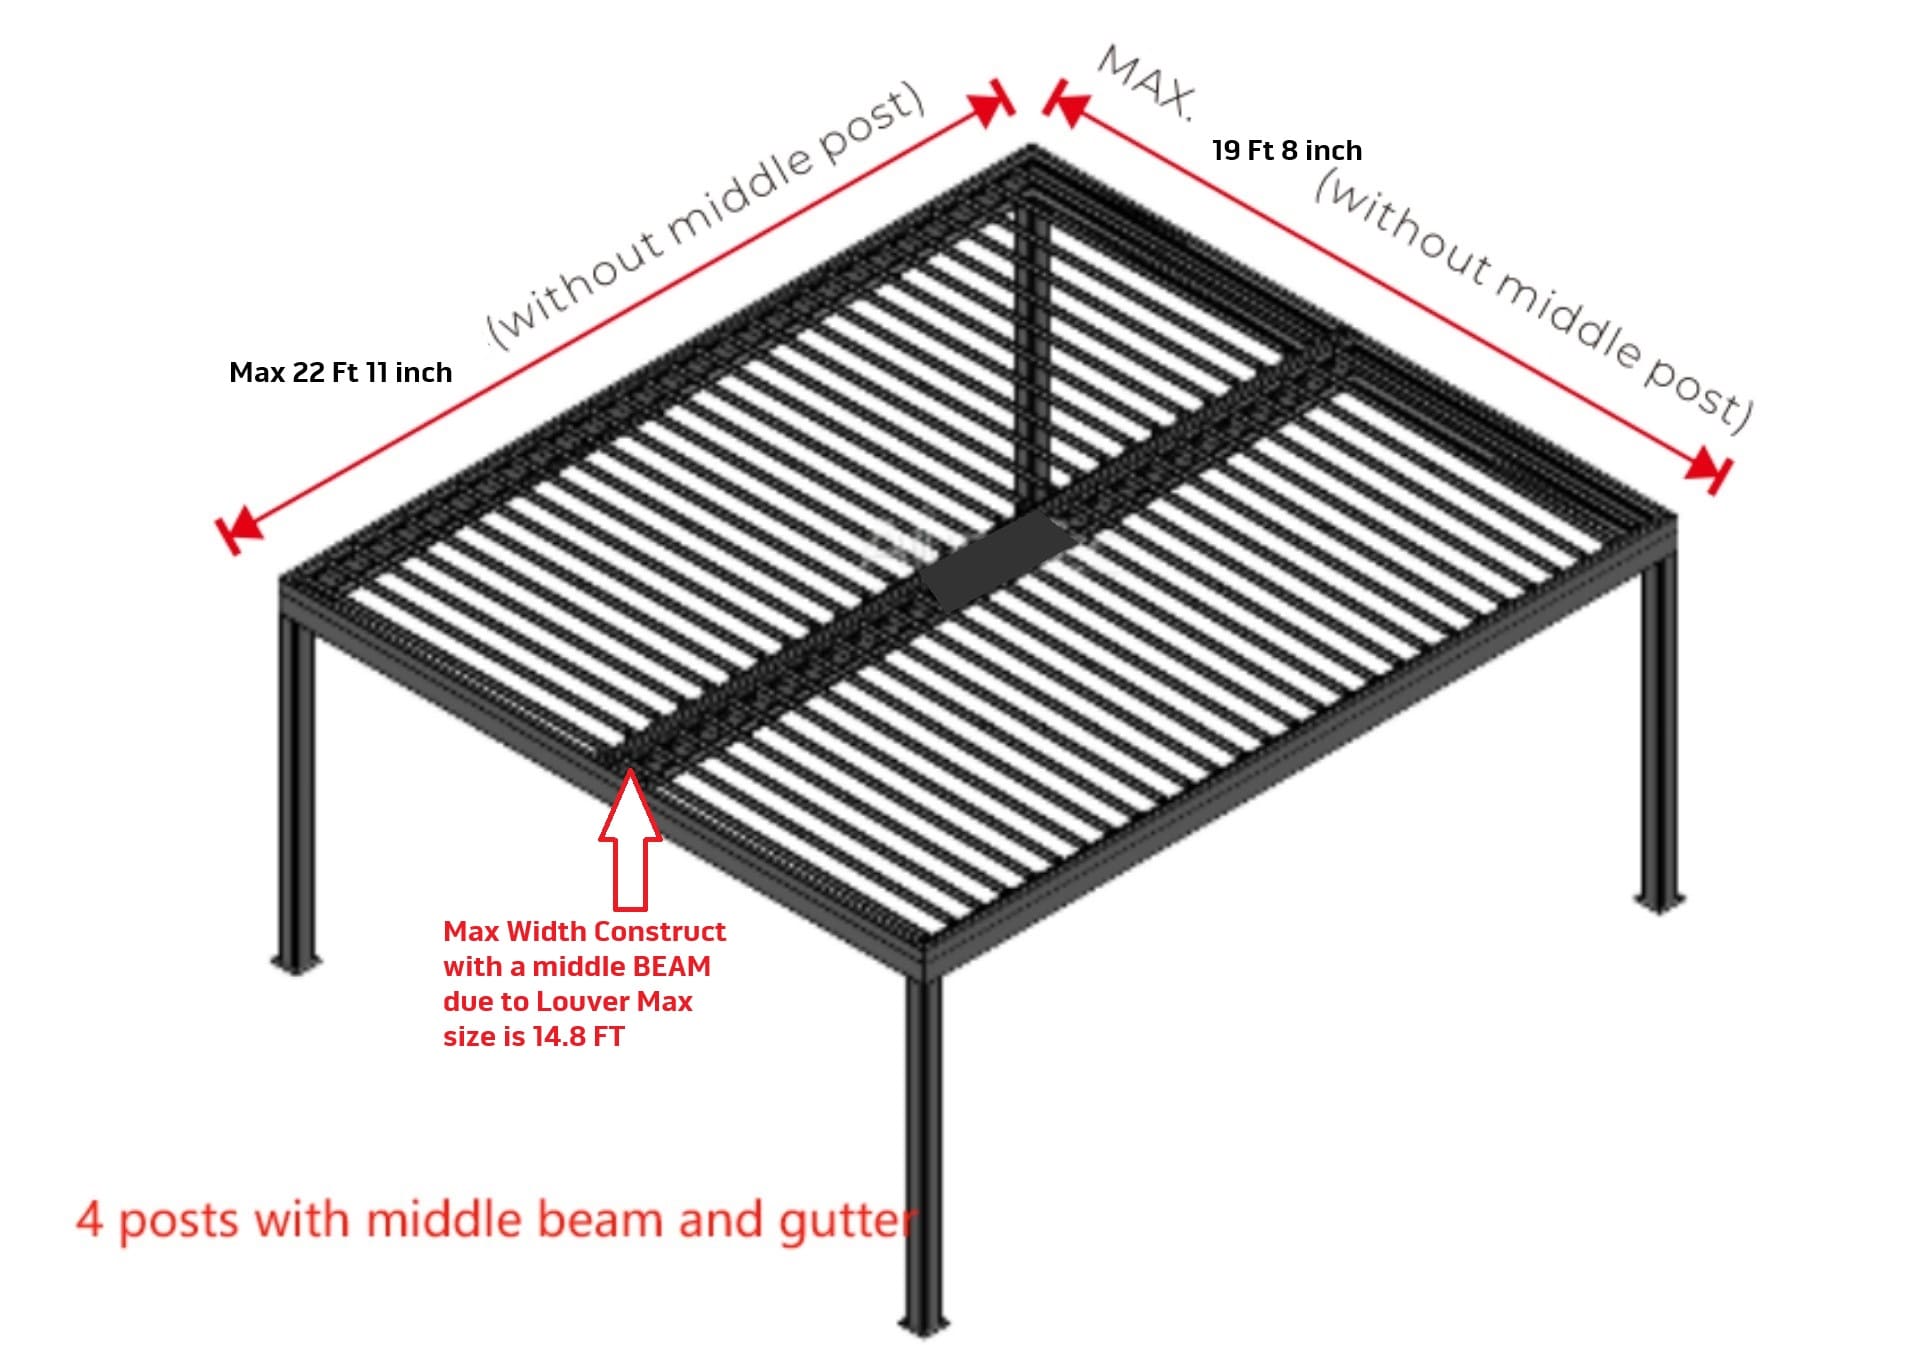 MAX.
19 Ft 8 inch
(without middle post)
(without middle post)
Max 22 Ft 11 inch
Max Width Construct
with a middle BEAM
due to Louver Max
size is 14.8 FT
4 posts with middle beam and gutter